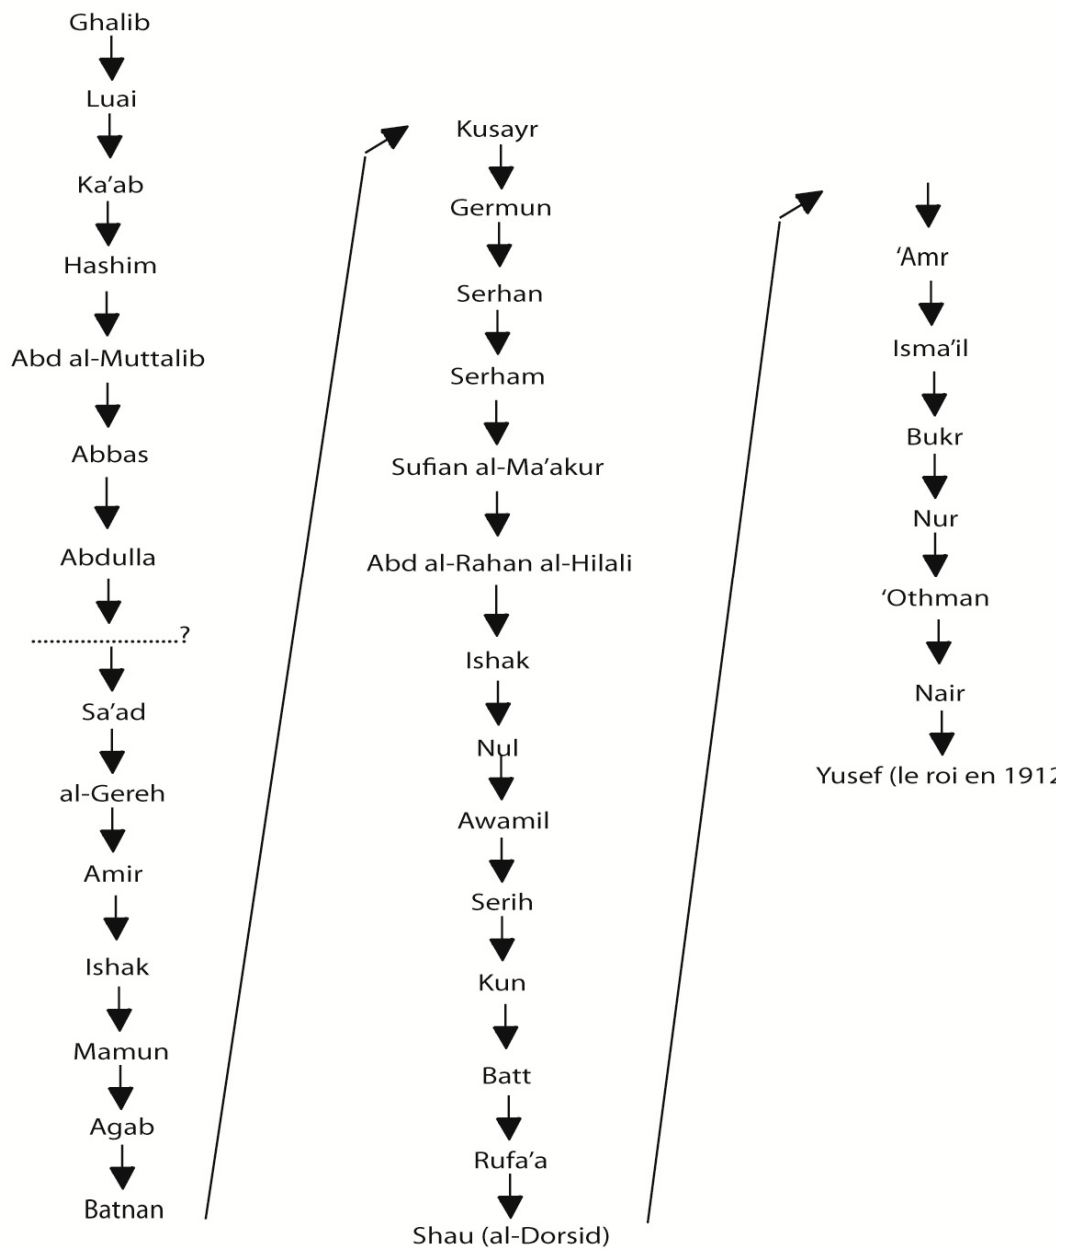 Ghalib
Luai
Ka’ab
Hashim
Abd al-Muttalib
Abbas
Abdulla
........................?
Sa’ad
al-Gereh
Amir
Ishak
Mamun
Agab
Batnan
Kusayr
Germun
Serhan
Serham
Sufian al-Ma’akur
Abd al-Rahan al-Hilali
Ishak
Nul
Awamil
Serih
Kun
Batt
Rufa’a
Shau (al-Dorsid)
‘Amr
Isma’il
Bukr
Nur
‘Othman
Nair
Yusef (le roi en 1912